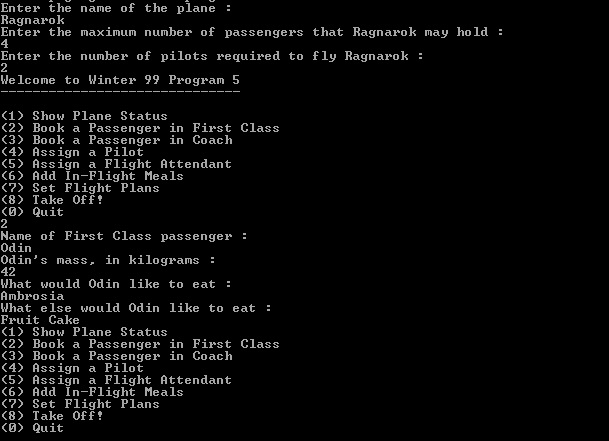 Enter the name of the plane :
Ragnarok
Enter the maximum number of passengers that Ragnarok may hold :
4
Enter the number of pilots required to fly Ragnarok :
2
Welcome to Winter 99 Program 5
------------------------------
(1) Show Plane Status
(2) Book a Passenger in First Class
(3) Book a Passenger in Coach
(4) Assign a Pilot
(5) Assign a Flight Attendant
(6) Add In-Flight Meals
(7) Set Flight Plans
(8) Take Off!
(0) Quit
2
Name of First Class passenger :
Odin
Odin's mass, in kilograms :
42
What would Odin like to eat :
Ambrosia
What else would Odin like to eat :
Fruit Cake
(1) Show Plane Status
(2) Book a Passenger in First Class
(3) Book a Passenger in Coach
(4) Assign a Pilot
(5) Assign a Flight Attendant
(6) Add In-Flight Meals
(7) Set Flight Plans
(8) Take Off!
(0) Quit